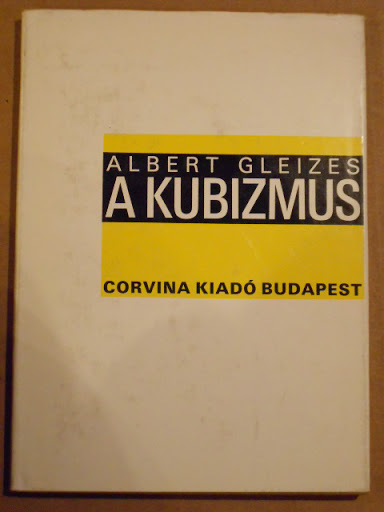 ALBERT GLEIZES
A KUBIZMUS
CORVINA KIADÓ BUDAPEST